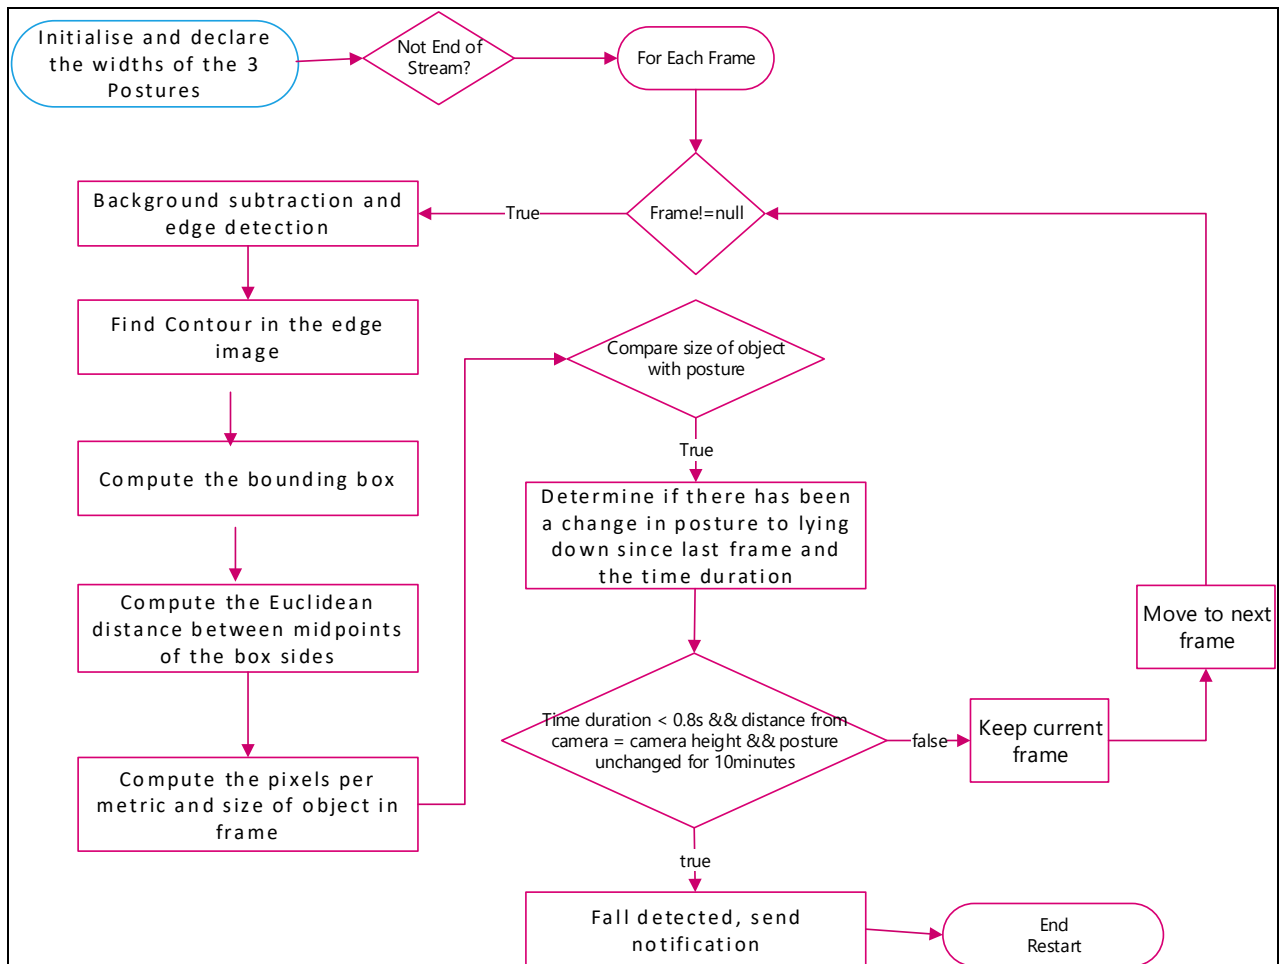 Initialise and declare
the widths of the 3
Postures
Not End of
Stream?
For Each Frame
Frame!=null
True
Background subtraction and
edge detection
Find Contour in the edge
image
Compute the bounding box
Compute the Euclidean
distance between midpoints
of the box sides
Compute the pixels per
metric and size of object in
frame
Compare size of object
with posture
True
Determine if there has been
a change in posture to lying
down since last frame and
the time duration
Time duration < 0.8s && distance from
camera = camera height && posture
unchanged for 10minutes
false
Keep current
frame
Move to next
frame
true
Fall detected, send
notification
End
Restart